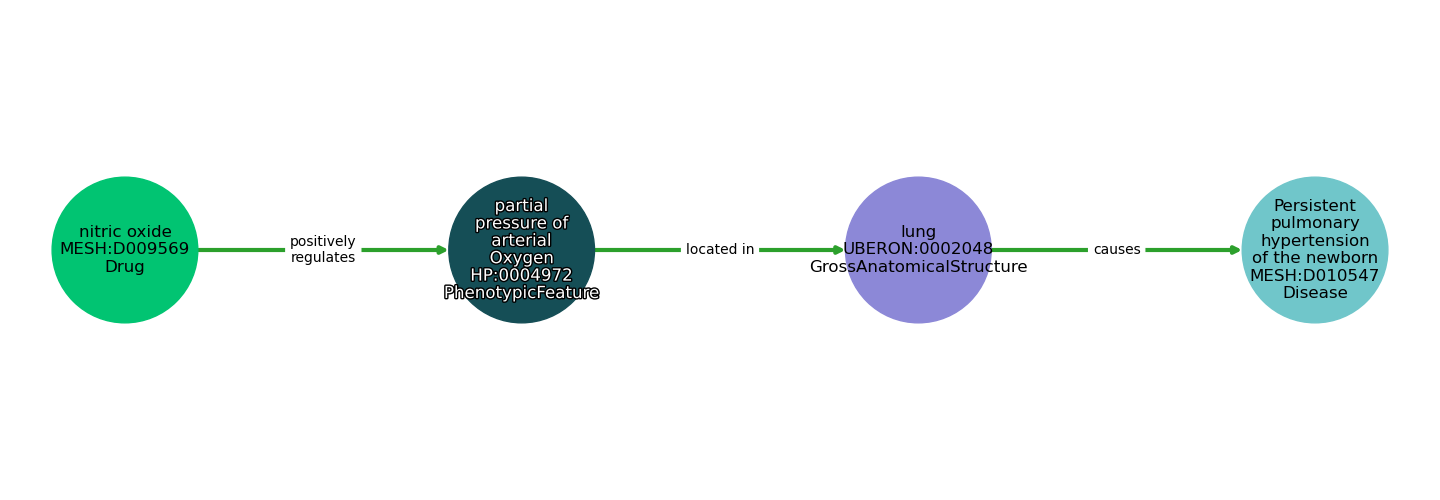 nitric oxide
MESH:D009569
Drug
positively
regulates
partial
pressure of
arterial
Oxygen
HP:0004972
PhenotypicFeature
located in
lung
UBERON:0002048
GrossAnatomicalStructure
causes
Persistent
pulmonary
hypertension
of the newborn
MESH:D010547
Disease